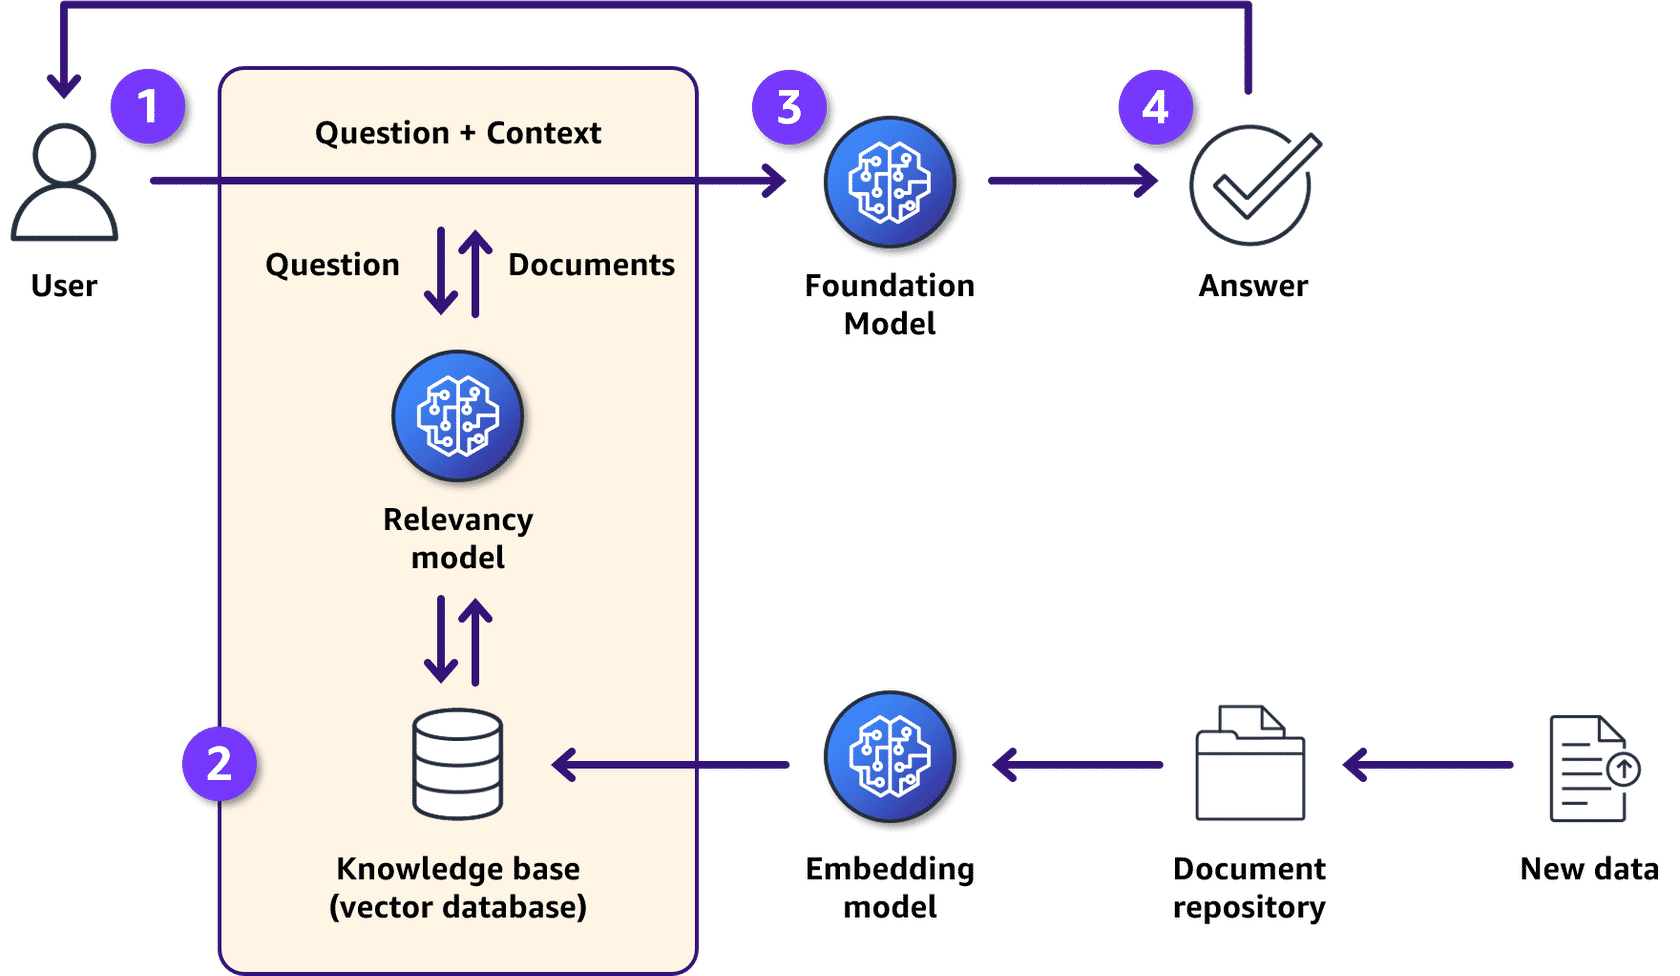 1
3
4
Question + Context
Question
Documents
User
Foundation
Model
Answer
Relevancy
model
2
Knowledge base
(vector database)
Embedding
model
Document
repository
New data